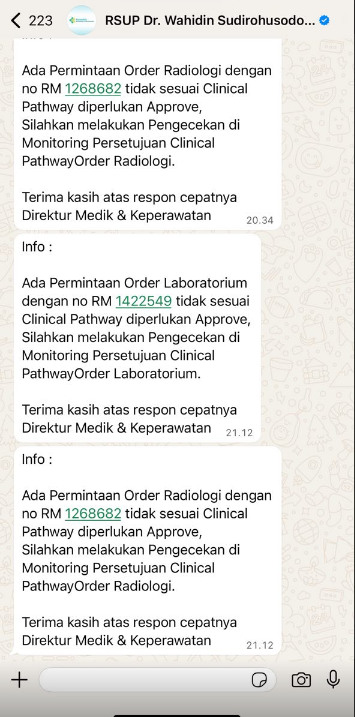 223 RSUP Dr. Wahidin Sudirohusodo...
Ada Permintaan Order Radiologi dengan
no RM 1268682 tidak sesuai Clinical
Pathway diperlukan Approve,
Silahkan melakukan Pengecekan di
Monitoring Persetujuan Clinical
PathwayOrder Radiologi.
Terima kasih atas respon cepatnya
Direktur Medik & Keperawatan
20.34
Info :
Ada Permintaan Order Laboratorium
dengan no RM 1422549 tidak sesuai
Clinical Pathway diperlukan Approve,
Silahkan melakukan Pengecekan di
Monitoring Persetujuan Clinical
PathwayOrder Laboratorium.
Terima kasih atas respon cepatnya
Direktur Medik & Keperawatan
21.12
Info :
Ada Permintaan Order Radiologi dengan
no RM 1268682 tidak sesuai Clinical
Pathway diperlukan Approve,
Silahkan melakukan Pengecekan di
Monitoring Persetujuan Clinical
PathwayOrder Radiologi.
Terima kasih atas respon cepatnya
Direktur Medik & Keperawatan
21.12